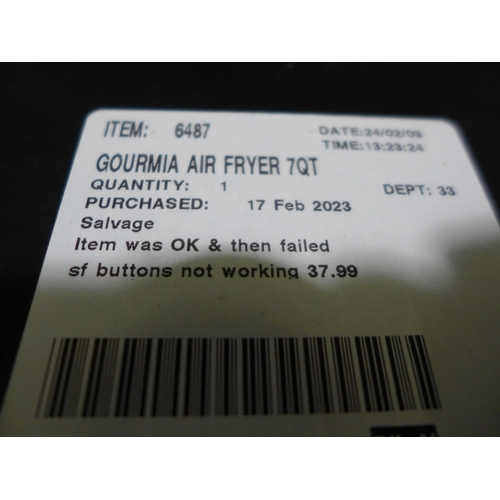 ITEM: 6487 DATE:24/02/03
TIME:13:23:24
GOURMIA AIR FRYER 7QT
QUANTITY: 1 DEPT: 33
PURCHASED: 17 Feb 2023
Salvage
Item was OK & then failed
sf buttons not working 37.99